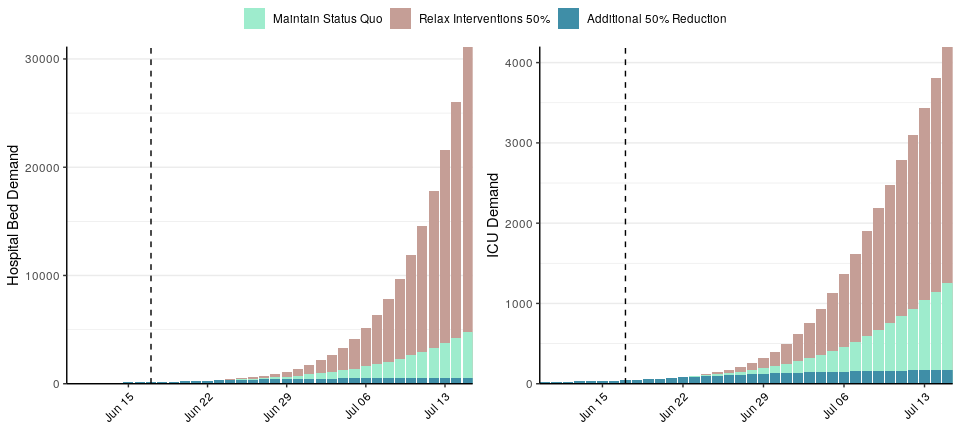 Maintain Status Quo Relax Interventions 50% Additional 50% Reduction
Hospital Bed Demand
30000
20000
10000
0
Jun 15 Jun 22 Jun 29 Jul 06 Jul 13
ICU Demand
4000
3000
2000
1000
0
Jun 15 Jun 22 Jun 29 Jul 06 Jul 13